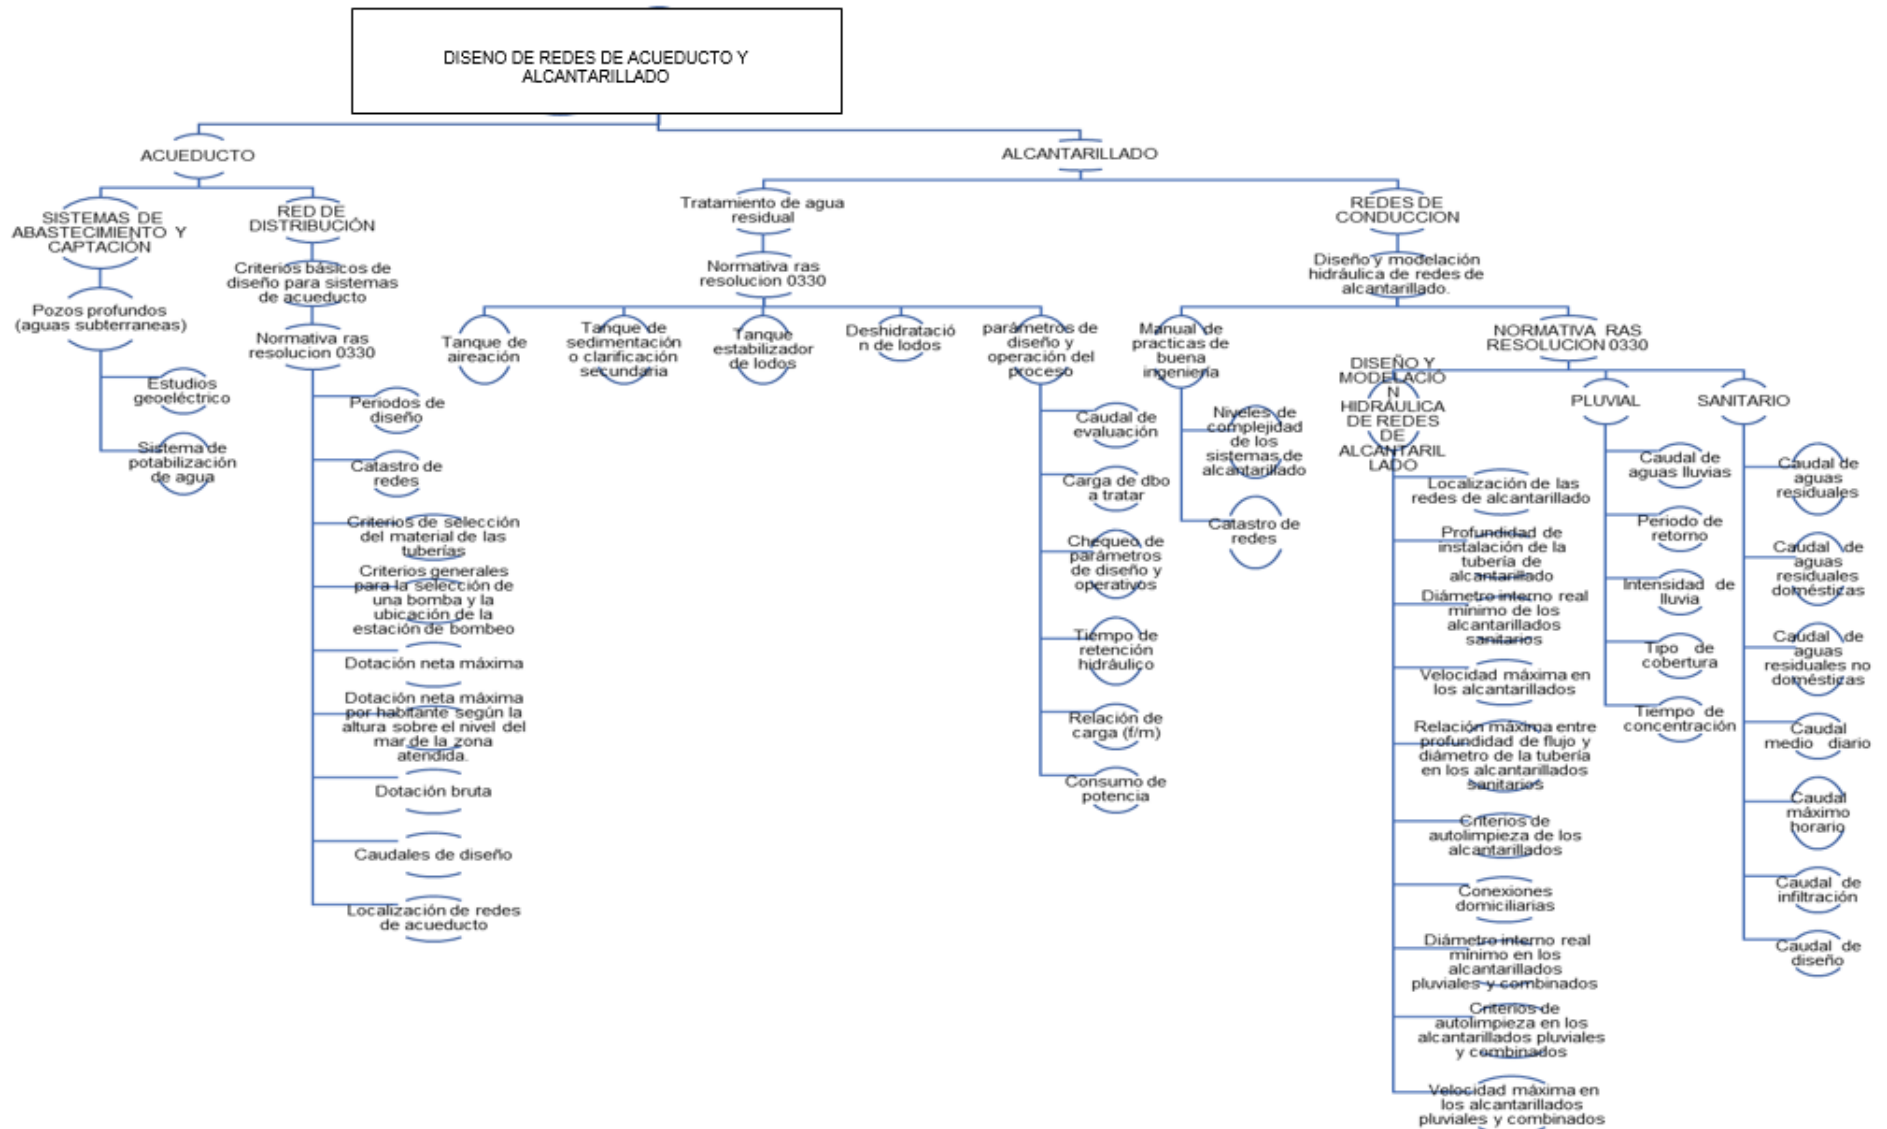 DISENO DE REDES DE ACUEDUCTO Y
ALCANTARILLADO
ACUEDUCTO
SISTEMAS DE
ABASTECIMIENTO Y
CAPTACIÓN
Pozos profundos
(aguas subterraneas)
Estudios
geoeléctrico
Sistema de
potabilización
de agua
RED DE
DISTRIBUCIÓN
Criterios básicos de
diseño para sistemas
de acueducto
Normativa ras
resolucion 0330
Periodos de
diseño
Catastro de
redes
Criterios de selección
del material de las
tuberías
Criterios generales
para la selección de
una bomba y la
ubicación de la
estación de bombeo
Dotación neta máxima
Dotación neta máxima
por habitante según la
altura sobre el nivel del
mar de la zona
atendida.
Dotación bruta
Caudales de diseño
Localización de redes
de acueducto
ALCANTARILLADO
Tratamiento de agua
residual
Normativa ras
resolucion 0330
Tanque de
aireación
Tanque de
sedimentación
o clarificación
secundaria
Tanque
estabilizador
de lodos
Deshidratació
n de lodos
parámetros de
diseño y
operación del
proceso
Caudal de
evaluación
Carga de dbo
a tratar
Chequeo de
parámetros
de diseño y
operativos
Tiempo de
retención
hidráulico
Relación de
carga (f/m)
Consumo de
potencia
REDES DE
CONDUCCION
Diseño y modelación
hidráulica de redes de
alcantarillado.
Manual de
practicas de
buena
ingeniería
Niveles de
complejidad
de los
sistemas de
alcantarillado
Catastro de
redes
NORMATIVA RAS
RESOLUCION 0330
DISEÑO Y
MODELACIÓ
N
HIDRÁULICA
DE REDES
DE
ALCANTARIL
LADO
Localización de las
redes de alcantarillado
Profundidad de
instalación de la
tubería de
alcantarillado
Diámetro interno real
mínimo de los
alcantarillados
sanitarios
Velocidad máxima en
los alcantarillados
Relación máxima entre
profundidad de flujo y
diámetro de la tubería
en los alcantarillados
sanitarios
Criterios de
autolimpieza de los
alcantarillados
Conexiones
domiciliarias
Diámetro interno real
mínimo en los
alcantarillados
pluviales y combinados
Criterios de
autolimpieza en los
alcantarillados pluviales
y combinados
Velocidad máxima en
los alcantarillados
pluviales y combinados
PLUVIAL
Caudal de
aguas lluvias
Periodo de
retorno
Intensidad de
lluvia
Tipo de
cobertura
Tiempo de
concentración
SANITARIO
Caudal de
aguas
residuales
Caudal de
aguas
residuales
domésticas
Caudal de
aguas
residuales no
domésticas
Caudal
medio diario
Caudal
máximo
horario
Caudal de
infiltración
Caudal de
diseño